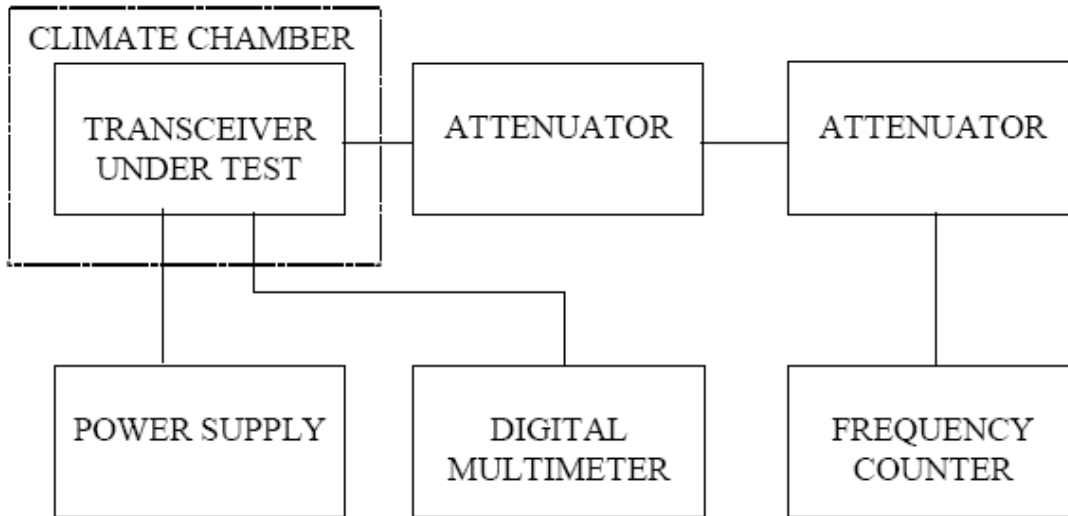 CLIMATE CHAMBER
TRANSCEIVER
UNDER TEST
ATTENUATOR
ATTENUATOR
POWER SUPPLY
DIGITAL
MULTIMETER
FREQUENCY
COUNTER